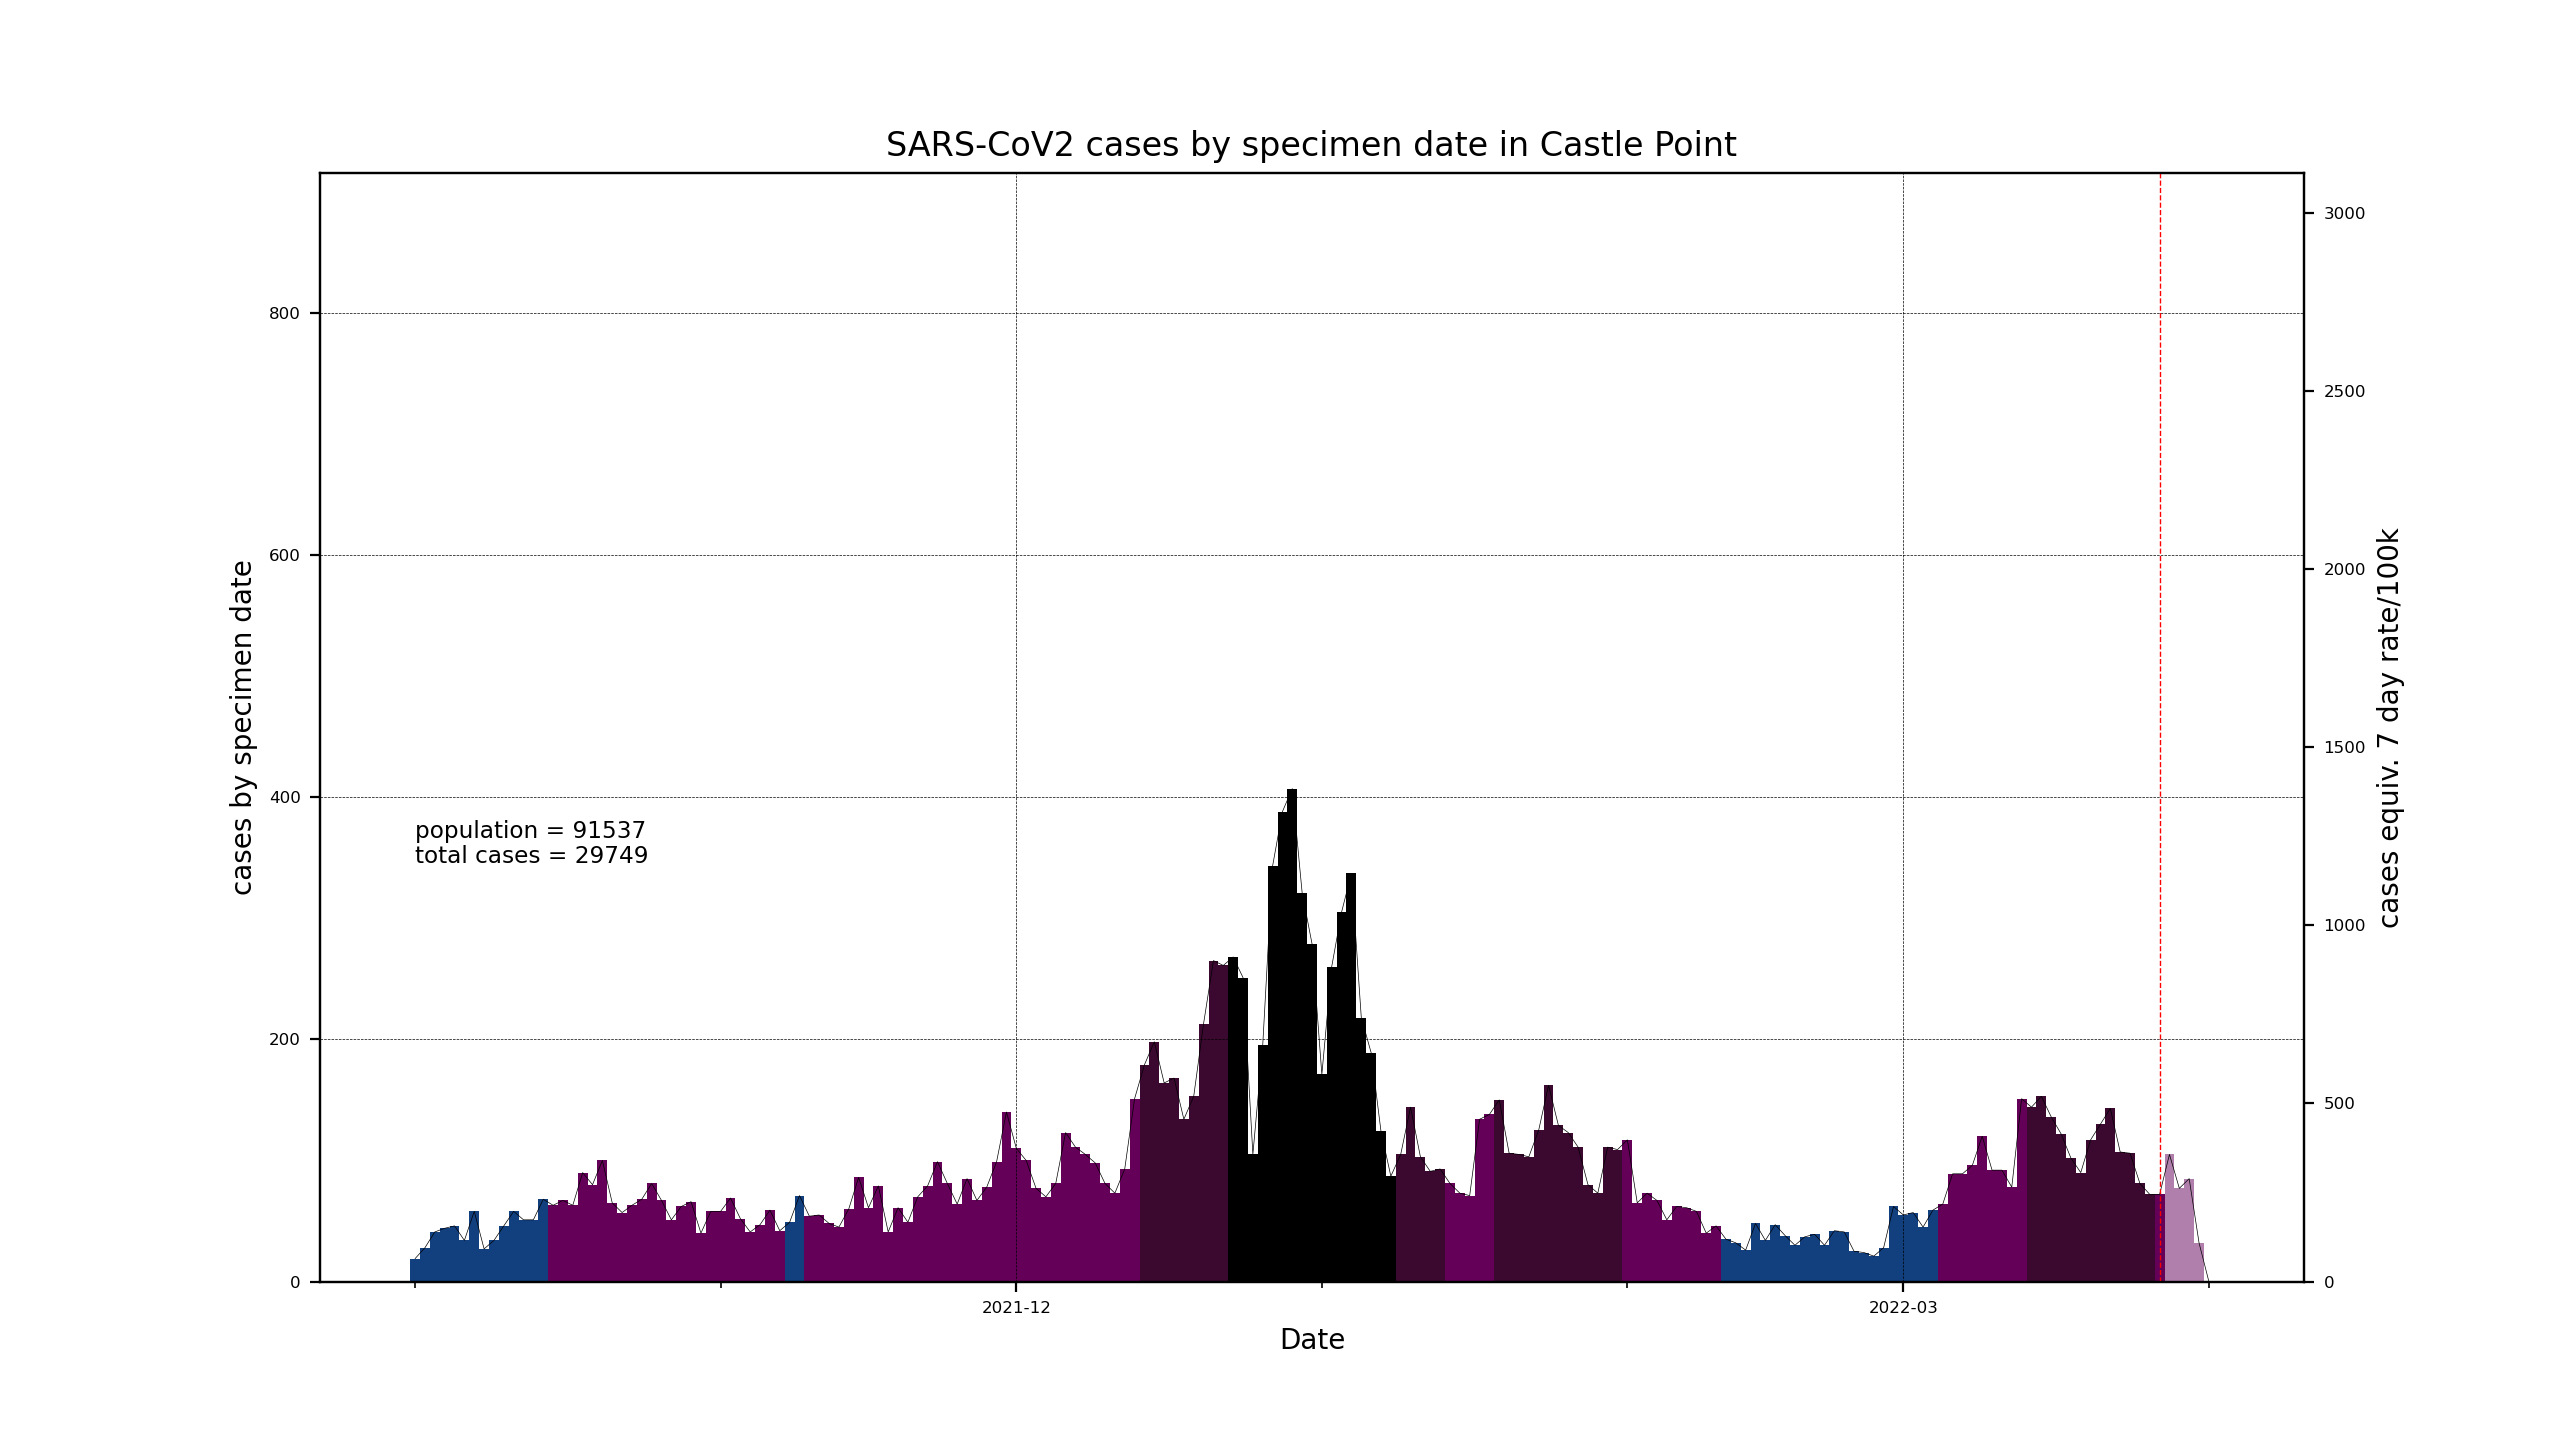 SARS-CoV2 cases by specimen date in Castle Point
cases by specimen date
800
600
400
200
0
population = 91537
total cases = 29749
3000
2500
2000
1500
1000
500
0
cases equiv. 7 day rate/100k
2021-12
2022-03
Date